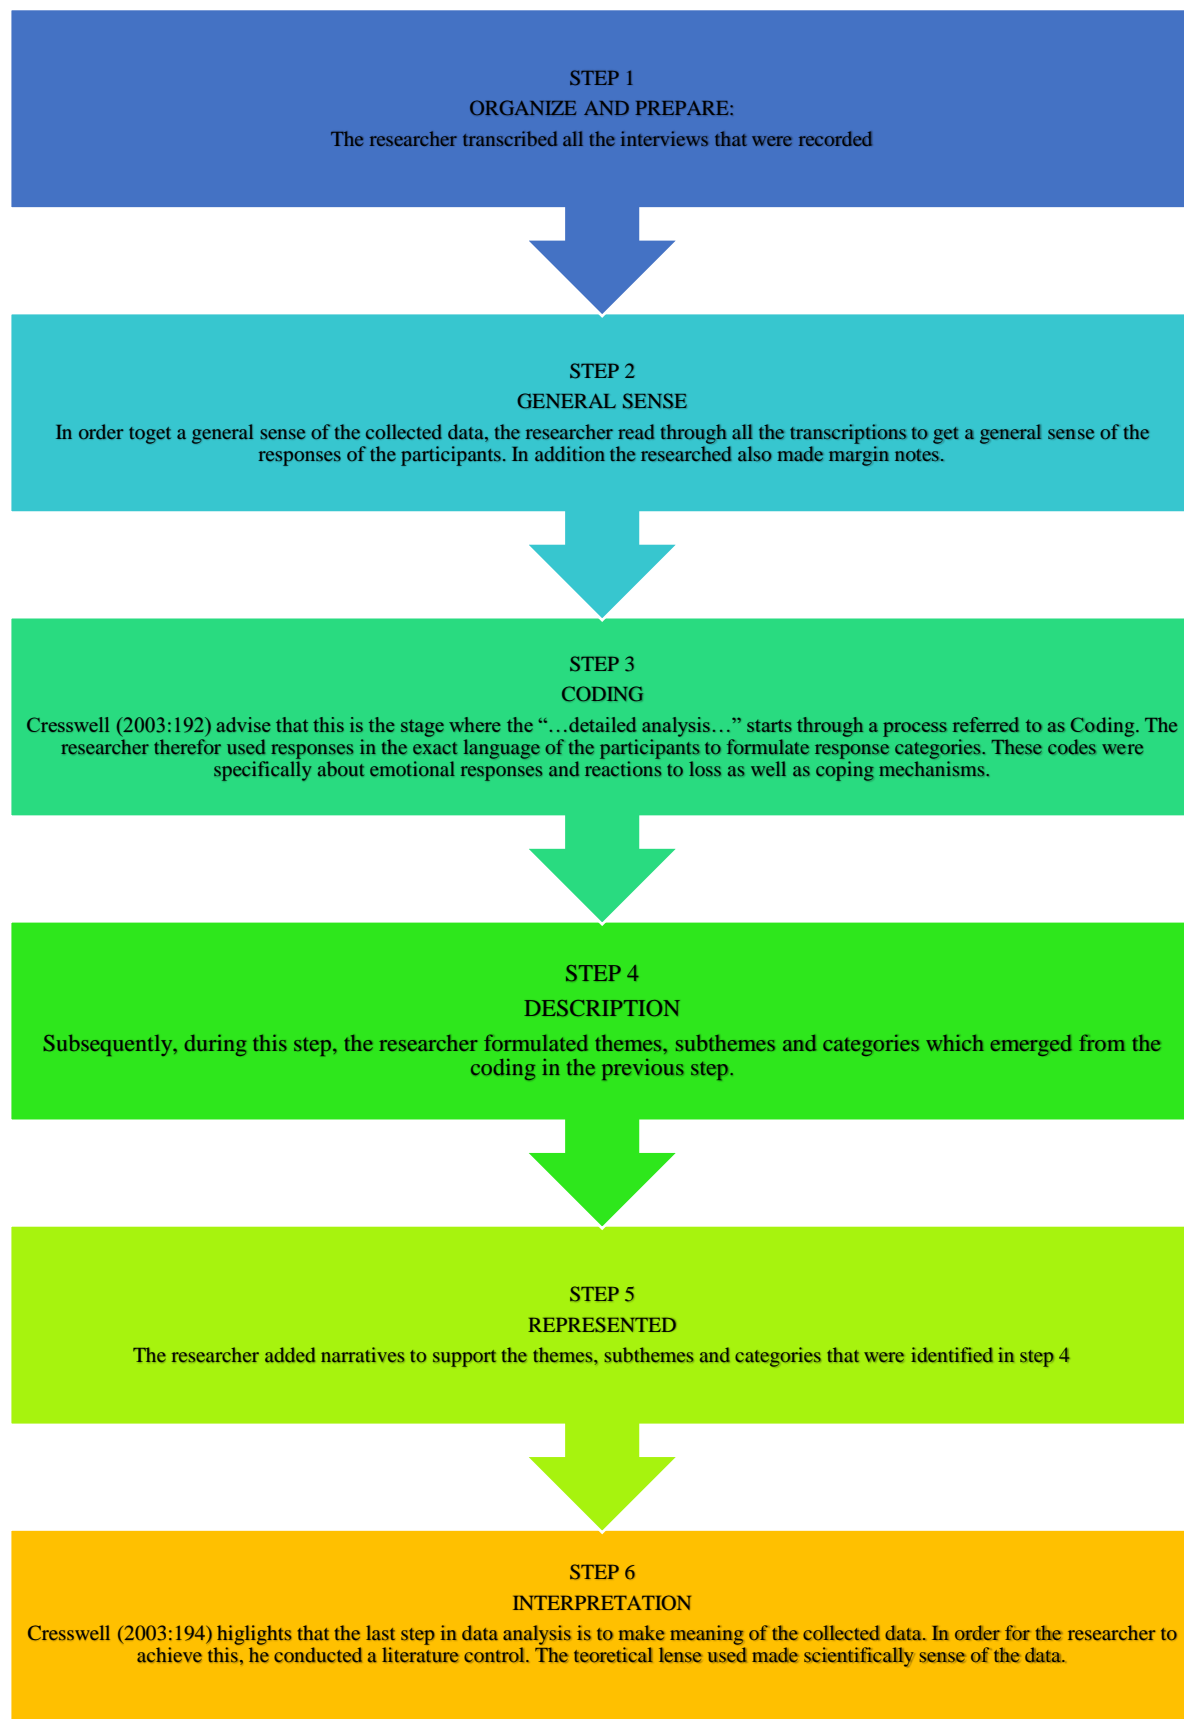 STEP 1
ORGANIZE AND PREPARE:
The researcher transcribed all the interviews that were recorded
STEP 2
GENERAL SENSE
In order toget a general sense of the collected data, the researcher read through all the transcriptions to get a general sense of the
responses of the participants. In addition the researched also made margin notes.
STEP 3
CODING
Cresswell (2003:192) advise that this is the stage where the “…detailed analysis…” starts through a process referred to as Coding. The
researcher therefor used responses in the exact language of the participants to formulate response categories. These codes were
specifically about emotional responses and reactions to loss as well as coping mechanisms.
STEP 4
DESCRIPTION
Subsequently, during this step, the researcher formulated themes, subthemes and categories which emerged from the
coding in the previous step.
STEP 5
REPRESENTED
The researcher added narratives to support the themes, subthemes and categories that were identified in step 4
STEP 6
INTERPRETATION
Cresswell (2003:194) higlights that the last step in data analysis is to make meaning of the collected data. In order for the researcher to
achieve this, he conducted a literature control. The teoretical lense used made scientifically sense of the data.